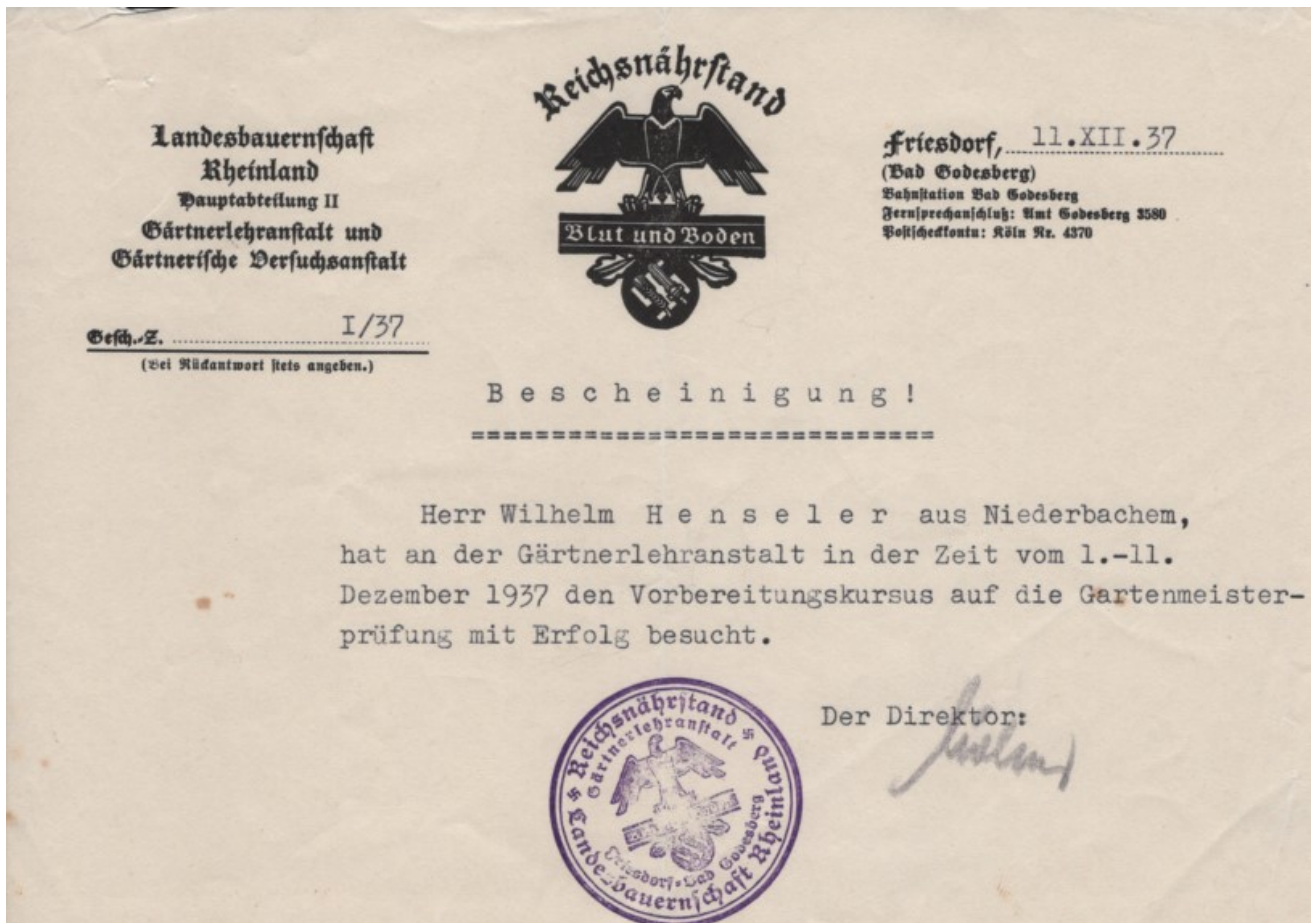 Landesbauernschaft
Rheinland
Hauptabteilung II
Gärtnerlehranstalt und
Gärtnerische Versuchsanstalt
Gesch.-Z. I/37
(Bei Rückantwort stets angeben.)
Reichsnährstand
Blut und Boden
Friesdorf, 11.XII.37
(Bad Godesberg)
Bahnstation Bad Godesberg
Fernsprechanschluß: Amt Godesberg 3580
Postscheckkonto: Köln Nr. 4370
Bescheinigung!
Herr Wilhelm Henseler aus Niederbachem,
hat an der Gärtnerlehranstalt in der Zeit vom 1.-11.
Dezember 1937 den Vorbereitungskursus auf die Gartenmeister-
prüfung mit Erfolg besucht.
Der Direktor:
Reichsnährstand
Landesbauernschaft Rheinland
Gärtnerlehranstalt
Friesdorf-Bad Godesberg